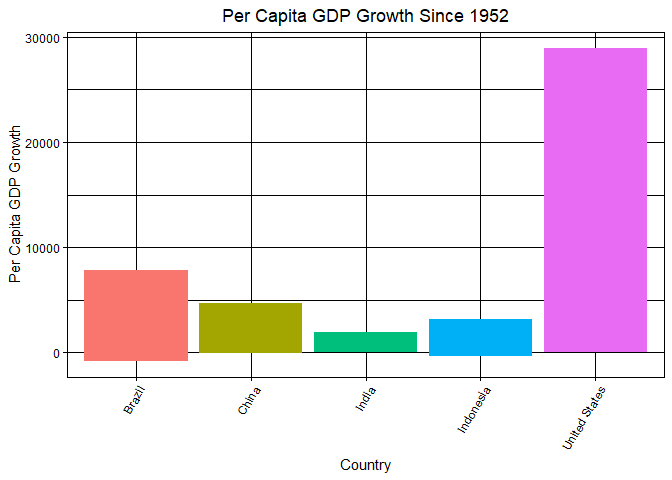 Per Capita GDP Growth Since 1952
Per Capita GDP Growth
30000
20000
10000
0
Brazil
China
India
Indonesia
United States
Country